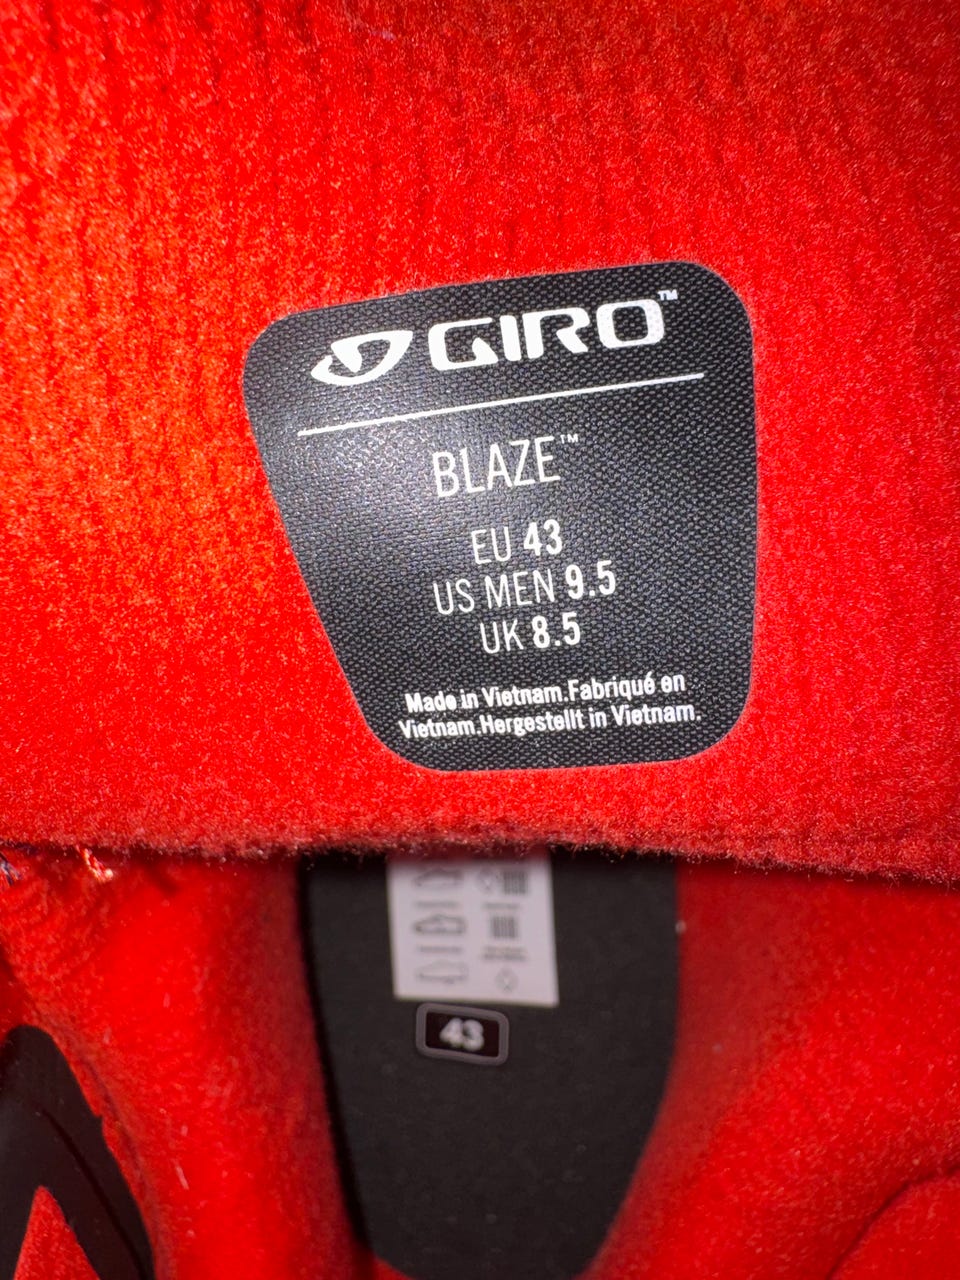 GIRO™
BLAZE™
EU 43
US MEN 9.5
UK 8.5
Made in Vietnam.Fabriqué en
Vietnam.Hergestellt in Vietnam.
43